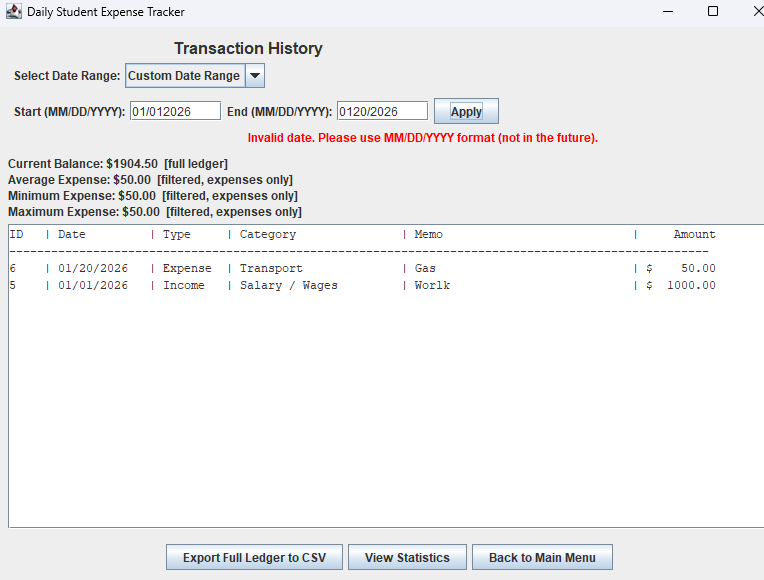 Daily Student Expense Tracker
Transaction History
Select Date Range: Custom Date Range
Start (MM/DD/YYYY): 01/012026 End (MM/DD/YYYY): 0120/2026 Apply
Invalid date. Please use MM/DD/YYYY format (not in the future).
Current Balance: $1904.50 [full ledger]
Average Expense: $50.00 [filtered, expenses only]
Minimum Expense: $50.00 [filtered, expenses only]
Maximum Expense: $50.00 [filtered, expenses only]
ID | Date | Type | Category | Memo | Amount
6 | 01/20/2026 | Expense | Transport | Gas | $ 50.00
5 | 01/01/2026 | Income | Salary / Wages | Worlk | $ 1000.00
Export Full Ledger to CSV View Statistics Back to Main Menu